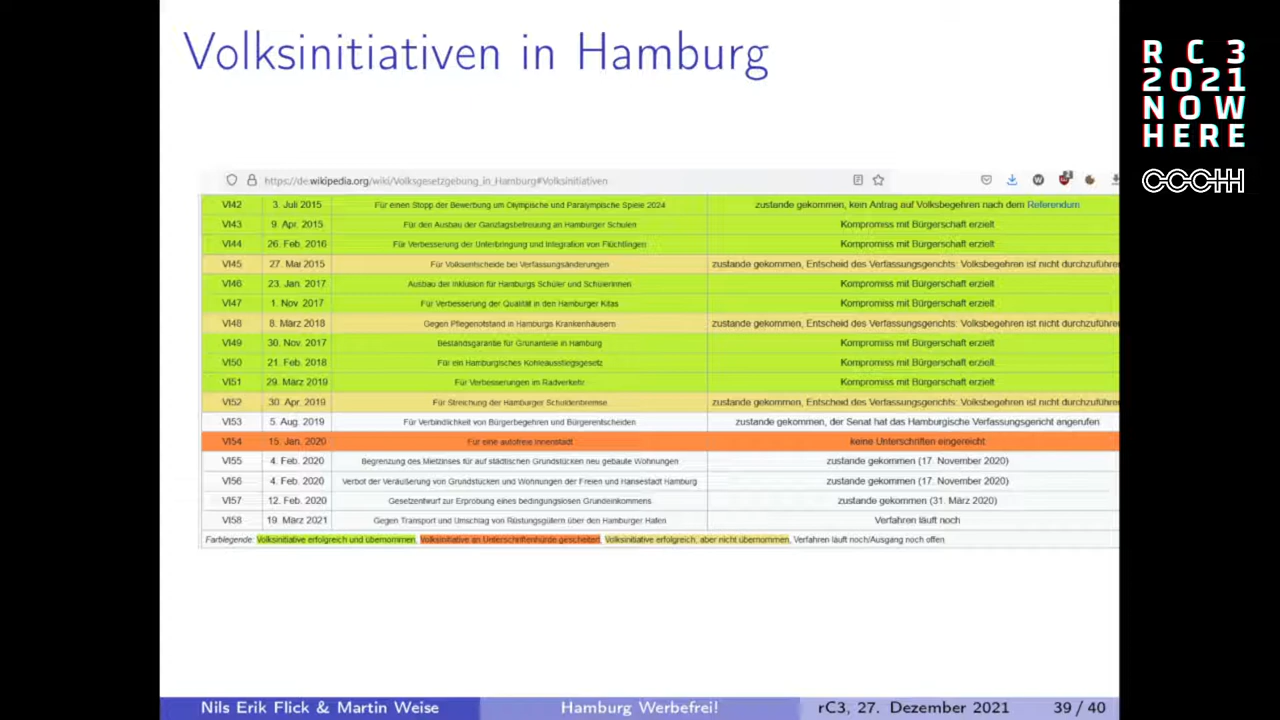 Volksinitiativen in Hamburg
R C 3
2021
NOW
HERE
CCCHH
https://de.wikipedia.org/wiki/Volksgesetzgebung_in_Hamburg#Volksinitiativen
VI42 3. Juli 2015 Für einen Stopp der Bewerbung um Olympische und Paralympische Spiele 2024 zustande gekommen, kein Antrag auf Volksbegehren nach dem Referendum
VI43 9. Apr. 2015 Für den Ausbau der Ganztagsbetreuung an Hamburger Schulen Kompromiss mit Bürgerschaft erzielt
VI44 26. Feb. 2016 Für Verbesserung der Unterbringung und Integration von Flüchtlingen Kompromiss mit Bürgerschaft erzielt
VI45 27. Mai 2015 Für Volksentscheide bei Verfassungsänderungen zustande gekommen, Entscheid des Verfassungsgerichts: Volksbegehren ist nicht durchzuführen
VI46 23. Jan. 2017 Ausbau der Inklusion für Hamburgs Schüler und Schülerinnen Kompromiss mit Bürgerschaft erzielt
VI47 1. Nov. 2017 Für Verbesserung der Qualität in den Hamburger Kitas Kompromiss mit Bürgerschaft erzielt
VI48 8. März 2018 Gegen Pflegenotstand in Hamburgs Krankenhäusern zustande gekommen, Entscheid des Verfassungsgerichts: Volksbegehren ist nicht durchzuführen
VI49 30. Nov. 2017 Bestandsgarantie für Grünanteile in Hamburg Kompromiss mit Bürgerschaft erzielt
VI50 21. Feb. 2018 Für ein Hamburgisches Kohleausstiegsgesetz Kompromiss mit Bürgerschaft erzielt
VI51 29. März 2019 Für Verbesserungen im Radverkehr Kompromiss mit Bürgerschaft erzielt
VI52 30. Apr. 2019 Für Streichung der Hamburger Schuldenbremse zustande gekommen, Entscheid des Verfassungsgerichts: Volksbegehren ist nicht durchzuführen
VI53 5. Aug. 2019 Für Verbindlichkeit von Bürgerbegehren und Bürgerentscheiden zustande gekommen, der Senat hat das Hamburgische Verfassungsgericht angerufen
VI54 15. Jan. 2020 Für eine autofreie Innenstadt keine Unterschriften eingereicht
VI55 4. Feb. 2020 Begrenzung des Mietzinses für auf städtischen Grundstücken neu gebaute Wohnungen zustande gekommen (17. November 2020)
VI56 4. Feb. 2020 Verbot der Veräußerung von Grundstücken und Wohnungen der Freien und Hansestadt Hamburg zustande gekommen (17. November 2020)
VI57 12. Feb. 2020 Gesetzentwurf zur Erprobung eines bedingungslosen Grundeinkommens zustande gekommen (31. März 2020)
VI58 19. März 2021 Gegen Transport und Umschlag von Rüstungsgütern über den Hamburger Hafen Verfahren läuft noch
Farblegende: Volksinitiative erfolgreich und übernommen, Volksinitiative an Unterschriftenhürde gescheitert, Volksinitiative erfolgreich, aber nicht übernommen, Verfahren läuft noch/Ausgang noch offen
Nils Erik Flick & Martin Weise Hamburg Werbefrei! rC3, 27. Dezember 2021 39 / 40